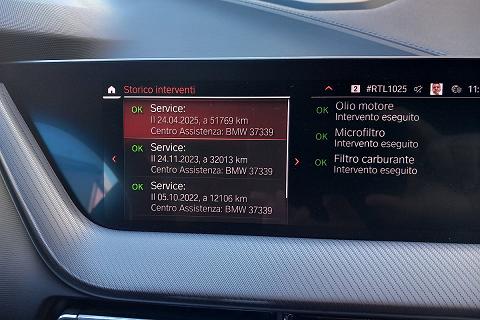 Storico interventi
2 #RTL1025 11:
OK Service:
Il 24.04.2025, a 51769 km
Centro Assistenza: BMW 37339
OK Service:
Il 24.11.2023, a 32013 km
Centro Assistenza: BMW 37339
OK Service:
Il 05.10.2022, a 12106 km
Centro Assistenza: BMW 37339
OK Olio motore
Intervento eseguito
OK Microfiltro
Intervento eseguito
OK Filtro carburante
Intervento eseguito